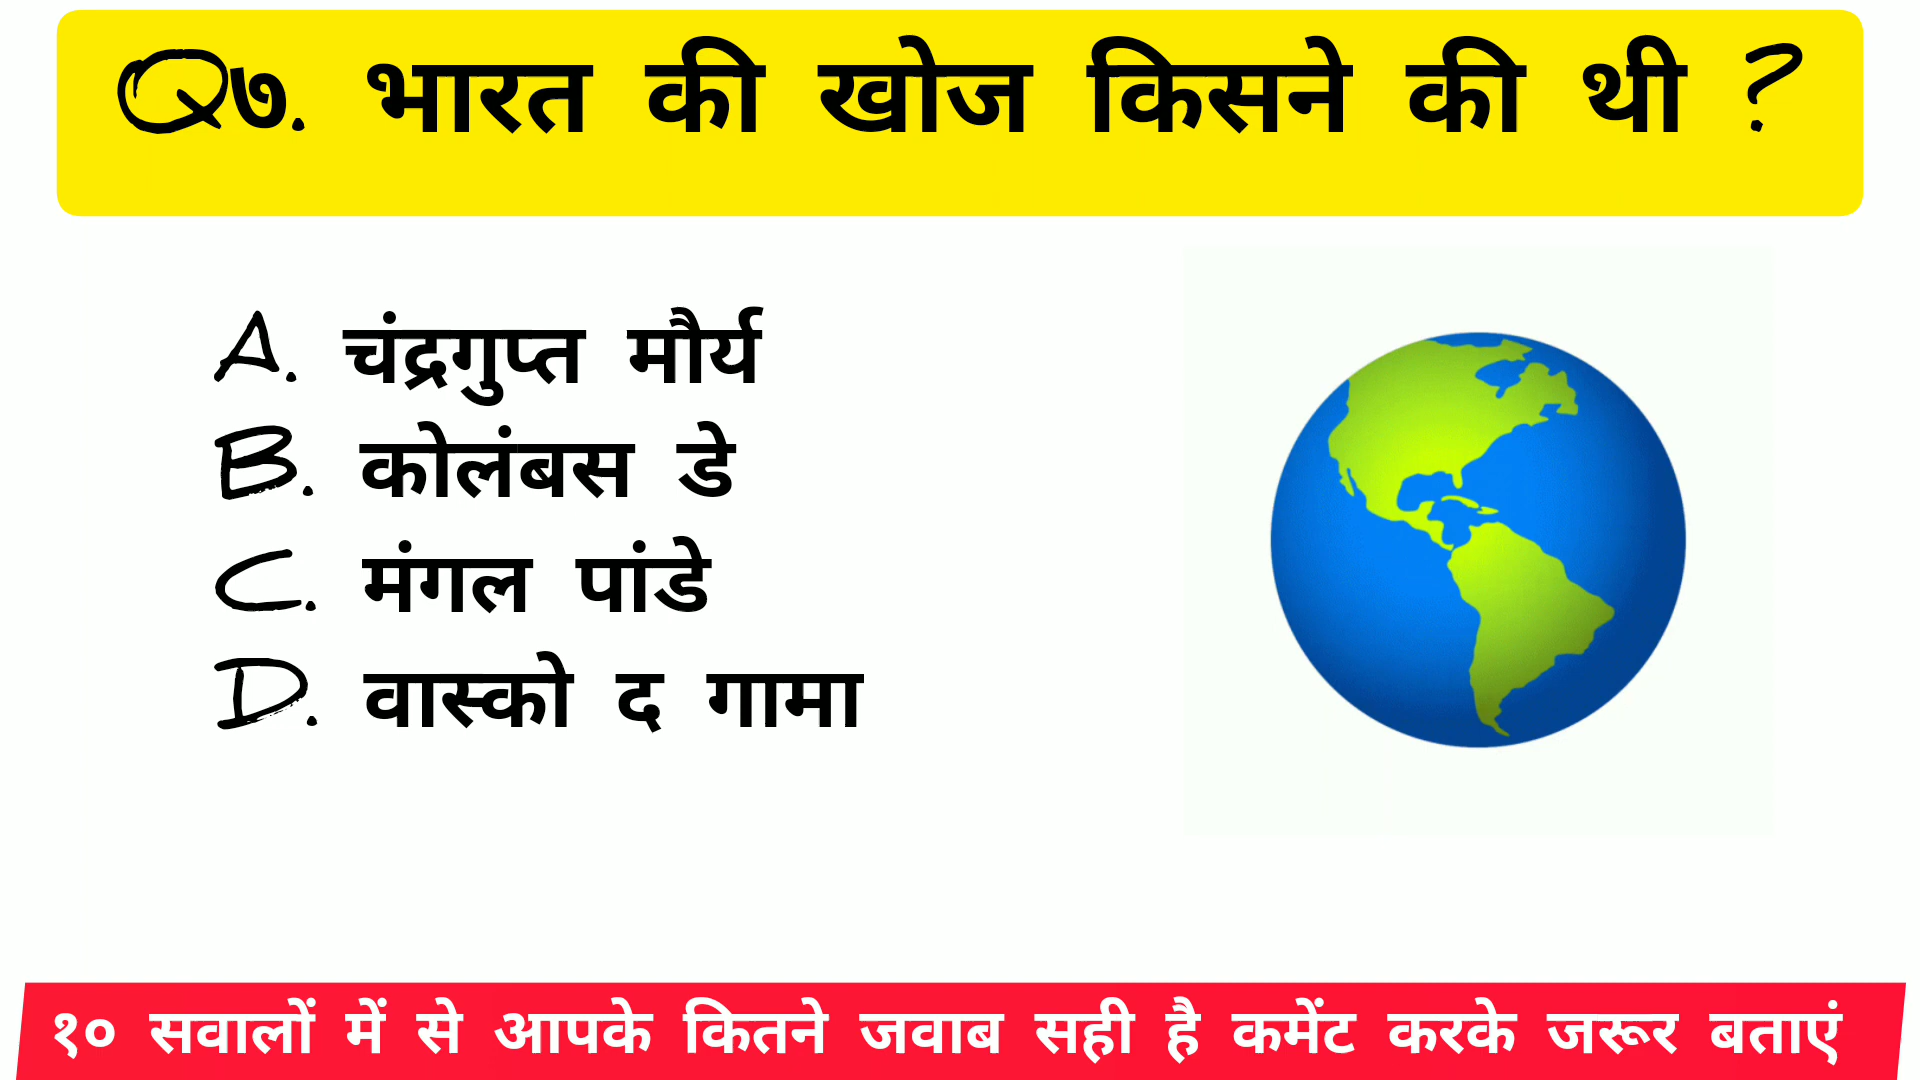 Q७. भारत की खोज किसने की थी ?
A. चंद्रगुप्त मौर्य
B. कोलंबस डे
C. मंगल पांडे
D. वास्को द गामा
१० सवालों में से आपके कितने जवाब सही है कमेंट करके जरूर बताएं